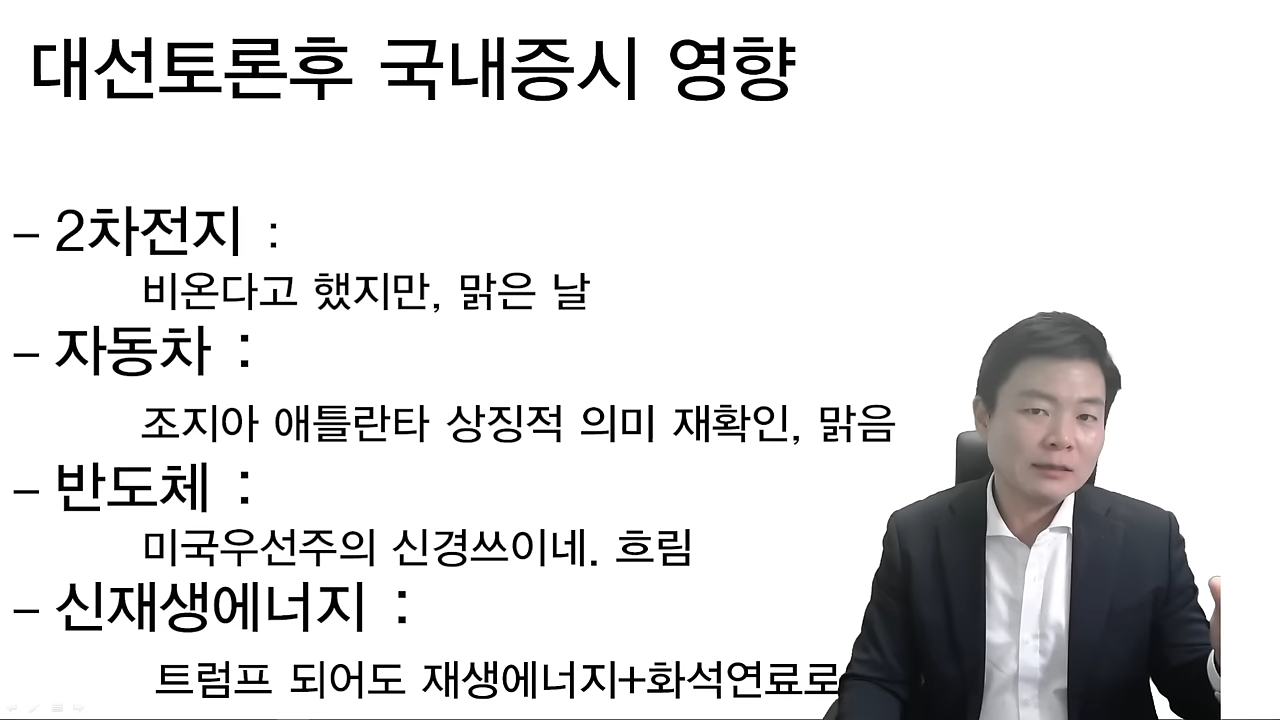 대선토론후 국내증시 영향
– 2차전지 :
비온다고 했지만, 맑은 날
– 자동차 :
조지아 애틀란타 상징적 의미 재확인, 맑음
– 반도체 :
미국우선주의 신경쓰이네. 흐림
– 신재생에너지 :
트럼프 되어도 재생에너지+화석연료로